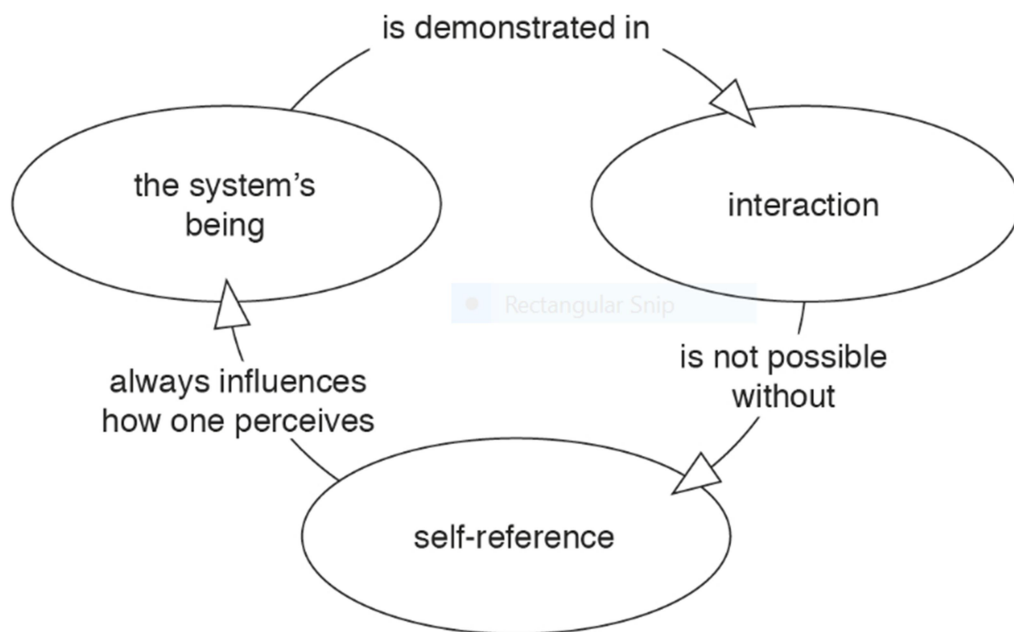 is demonstrated in
the system’s
being
interaction
Rectangular Snip
is not possible
without
always influences
how one perceives
self-reference